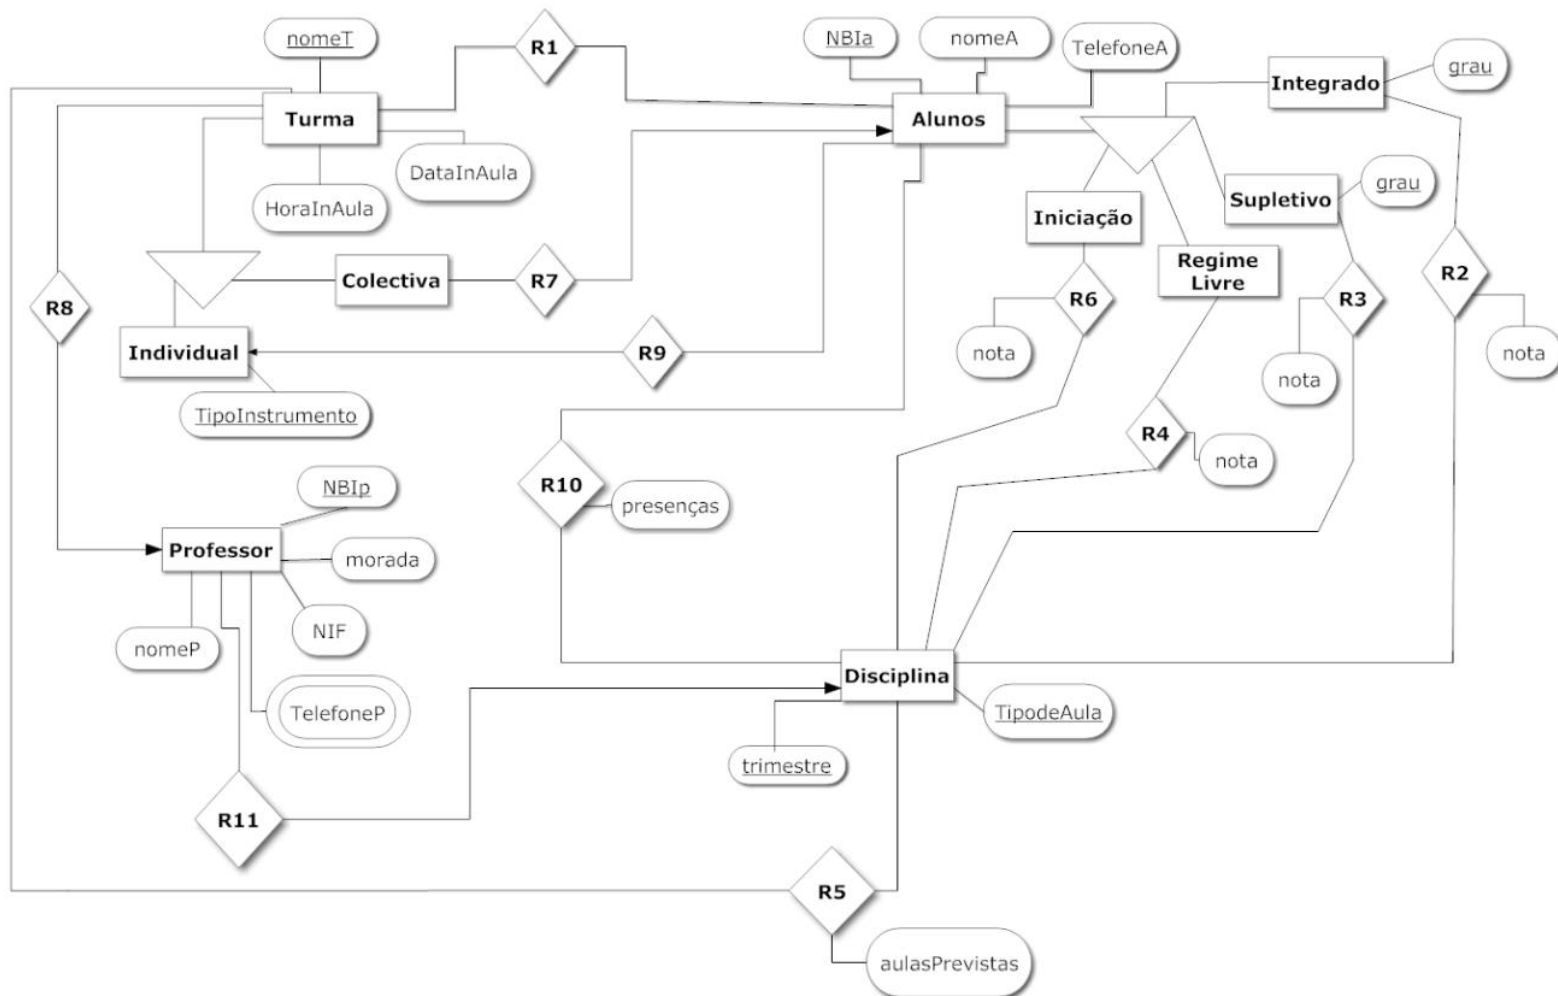 nomeT
R1
NBIa
nomeA
TelefoneA
Integrado
grau
Turma
Alunos
DataInAula
HoraInAula
Supletivo
grau
Iniciação
Regime
Livre
R8
Colectiva
R7
R6
R3
R2
nota
nota
nota
Individual
R9
TipoInstrumento
R4
nota
NBIp
R10
presenças
Professor
morada
nomeP
NIF
TelefoneP
Disciplina
TipodeAula
trimestre
R11
R5
aulasPrevistas